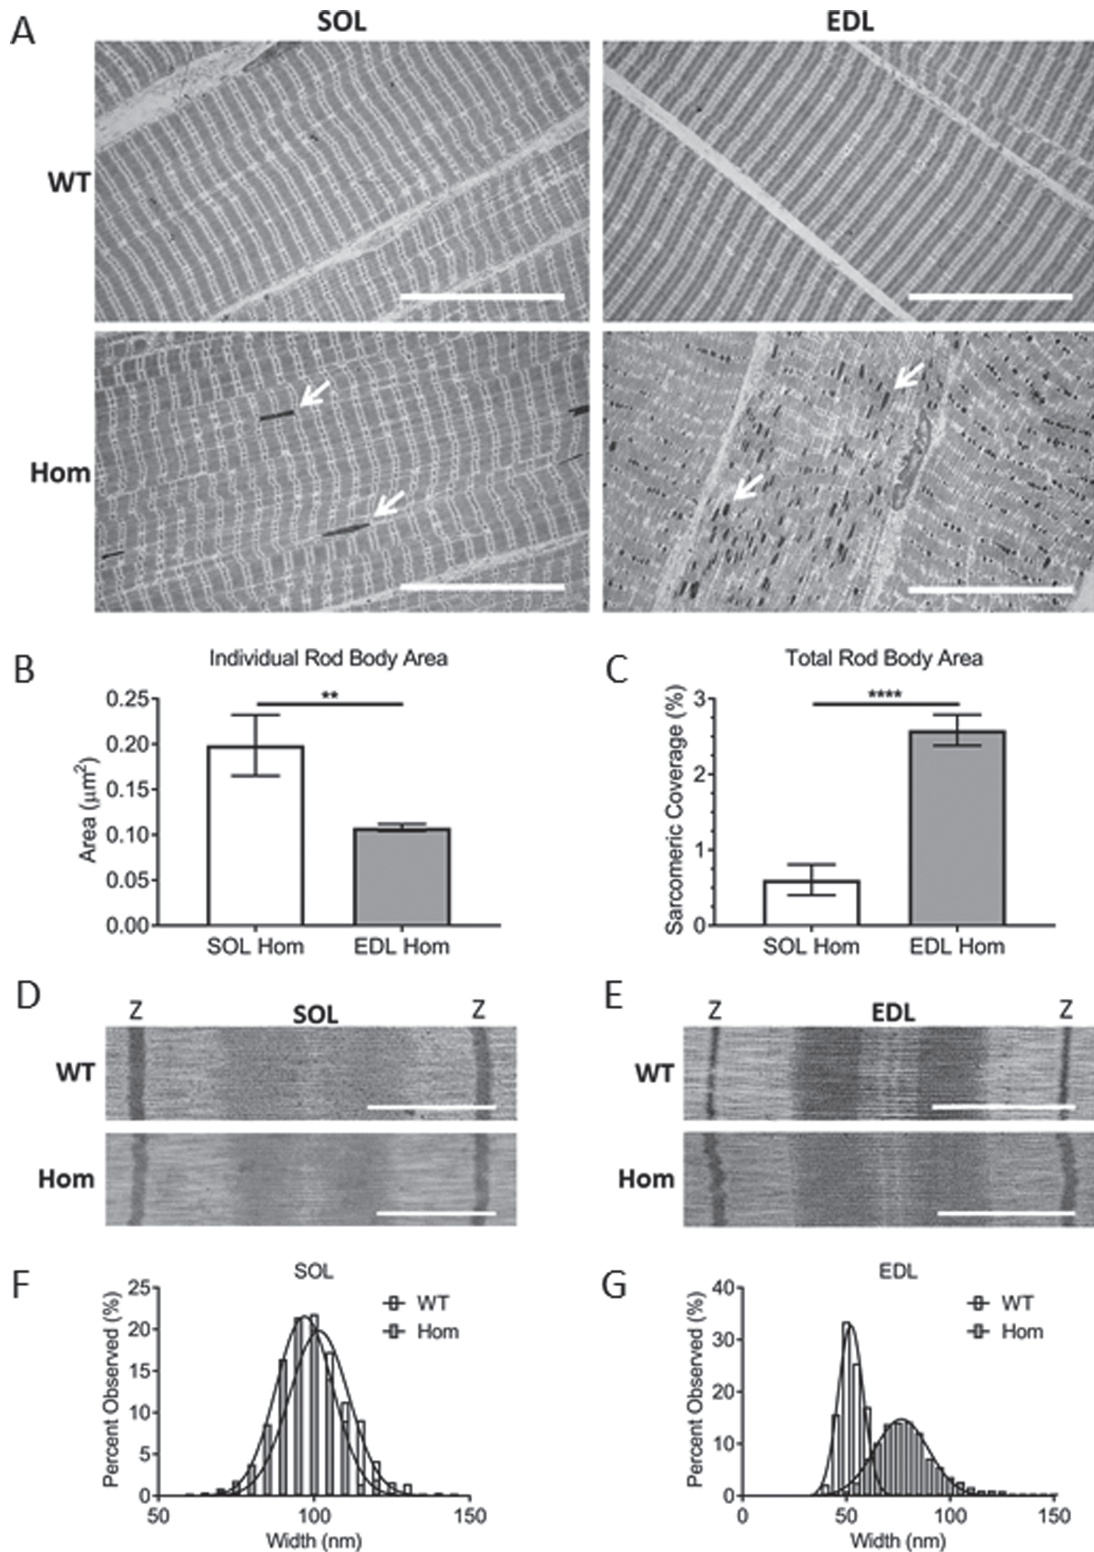 A
SOL
EDL
WT
Hom
B
Individual Rod Body Area
**
Area (μm²)
0.25
0.20
0.15
0.10
0.05
0.00
SOL Hom
EDL Hom
C
Total Rod Body Area
****
Sarcomeric Coverage (%)
3
2
1
0
SOL Hom
EDL Hom
D
Z
SOL
Z
WT
Hom
E
Z
EDL
Z
WT
Hom
F
SOL
WT
Hom
Percent Observed (%)
25
20
15
10
5
0
50
100
150
Width (nm)
G
EDL
WT
Hom
Percent Observed (%)
40
30
20
10
0
0
50
100
150
Width (nm)